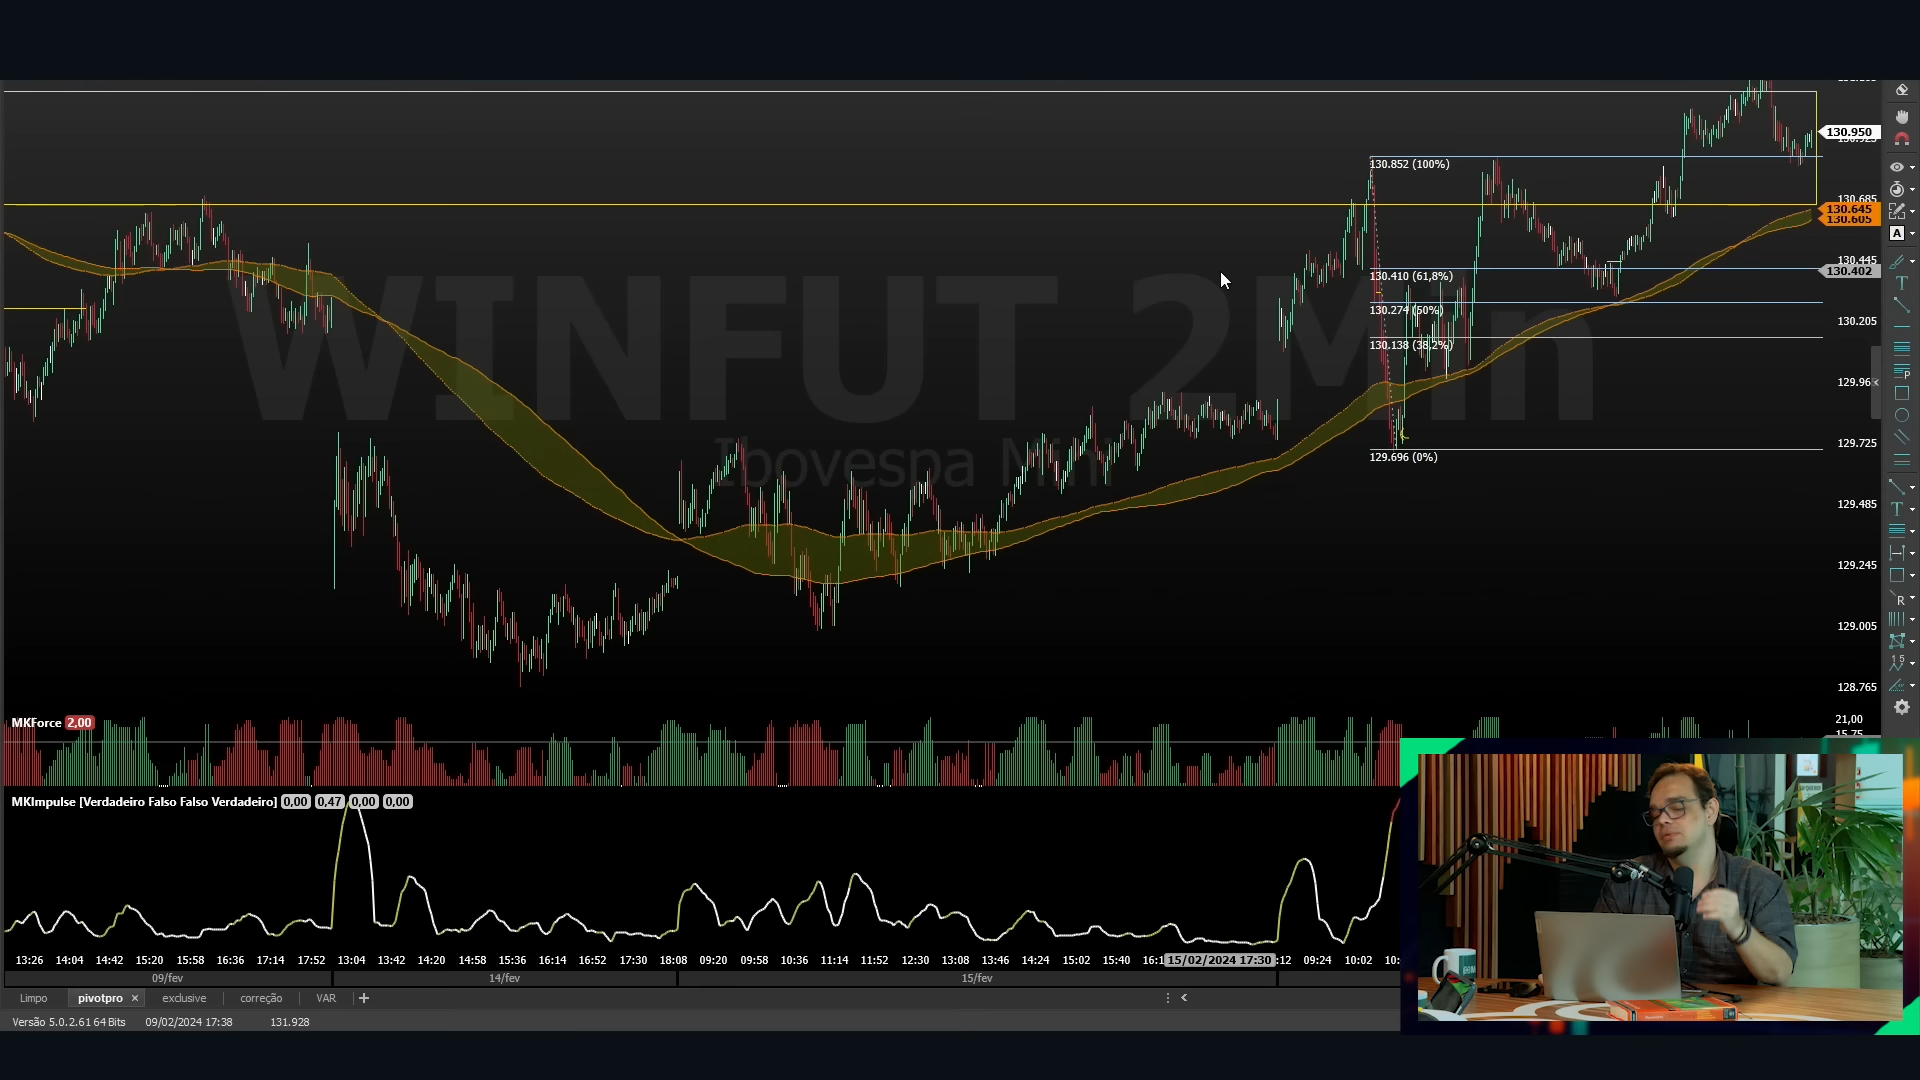 WINFUT 2Min
Ibovespa Mini
130.852 (100%)
130.410 (61,8%)
130.274 (50%)
130.138 (38,2%)
129.696 (0%)
130.950
130.685
130.645
130.605
130.445
130.402
130.205
129.96
129.725
129.485
129.245
129.005
128.765
MKForce 2,00
21,00
15,75
MKImpulse [Verdadeiro Falso Falso Verdadeiro] 0,00 0,47 0,00 0,00
13:26 14:04 14:42 15:20 15:58 16:36 17:14 17:52 13:04 13:42 14:20 14:58 15:36 16:14 16:52 17:30 18:08 09:20 09:58 10:36 11:14 11:52 12:30 13:08 13:46 14:24 15:02 15:40 16:1 15/02/2024 17:30 :12 09:24 10:02 10:
09/fev 14/fev 15/fev
Limpo pivotpro × exclusive correção VAR +
Versão 5.0.2.61 64 Bits 09/02/2024 17:38 131.928